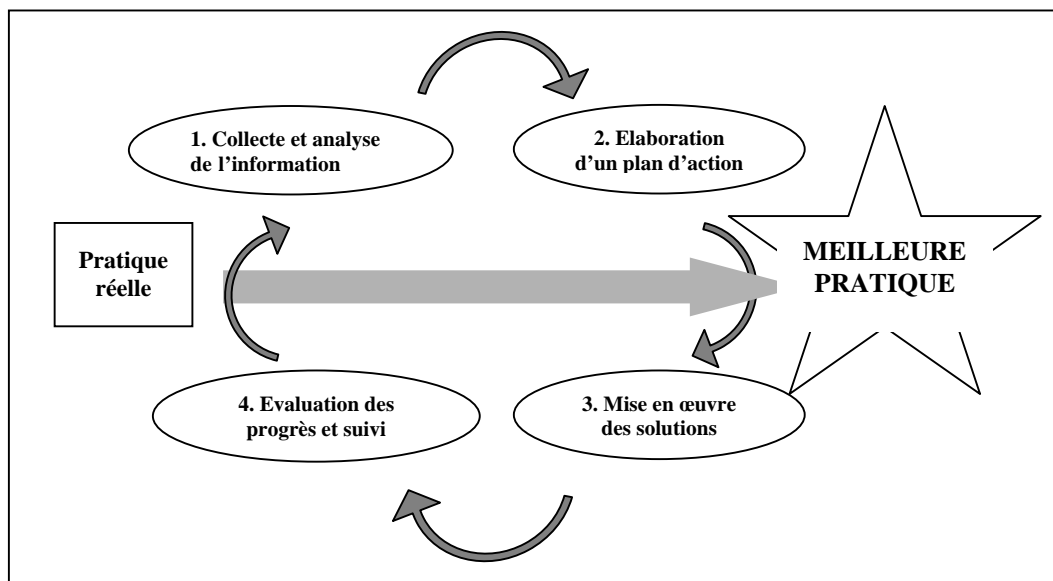 1. Collecte et analyse
de l’information
2. Elaboration
d’un plan d’action
Pratique
réelle
MEILLEURE
PRATIQUE
4. Evaluation des
progrès et suivi
3. Mise en œuvre
des solutions